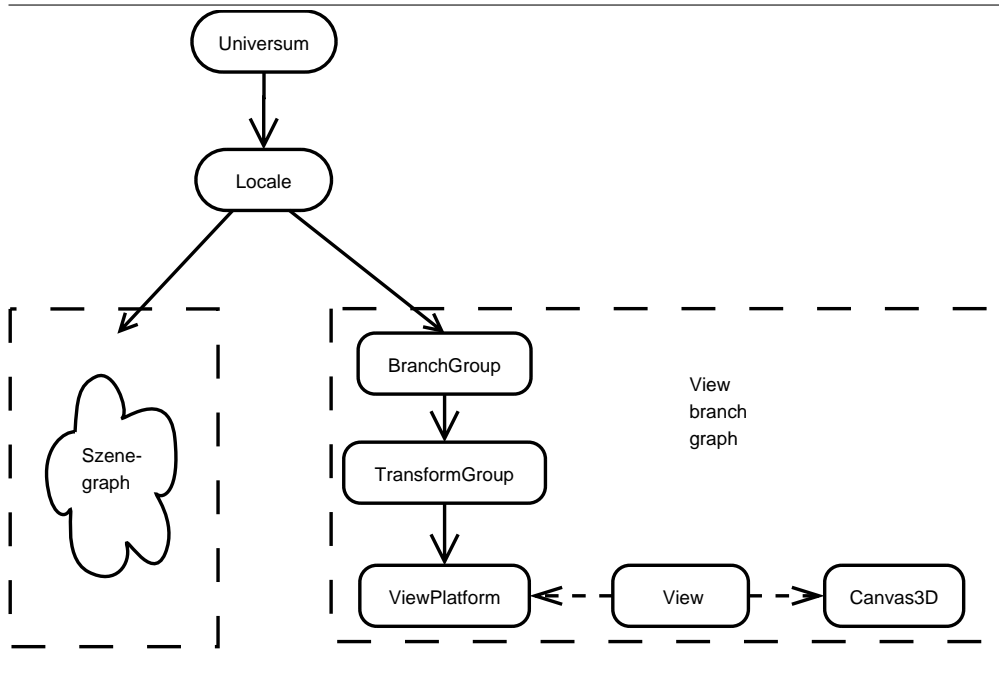 Universum
Locale
BranchGroup
View
branch
graph
Szene-
graph
TransformGroup
ViewPlatform
View
Canvas3D